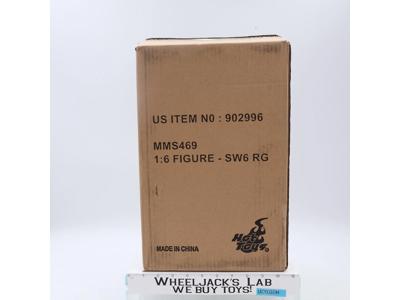 US ITEM N0 : 902996
MMS469
1:6 FIGURE - SW6 RG
Hot
Toys
MADE IN CHINA
WHEELJACK'S LAB
WE BUY TOYS!